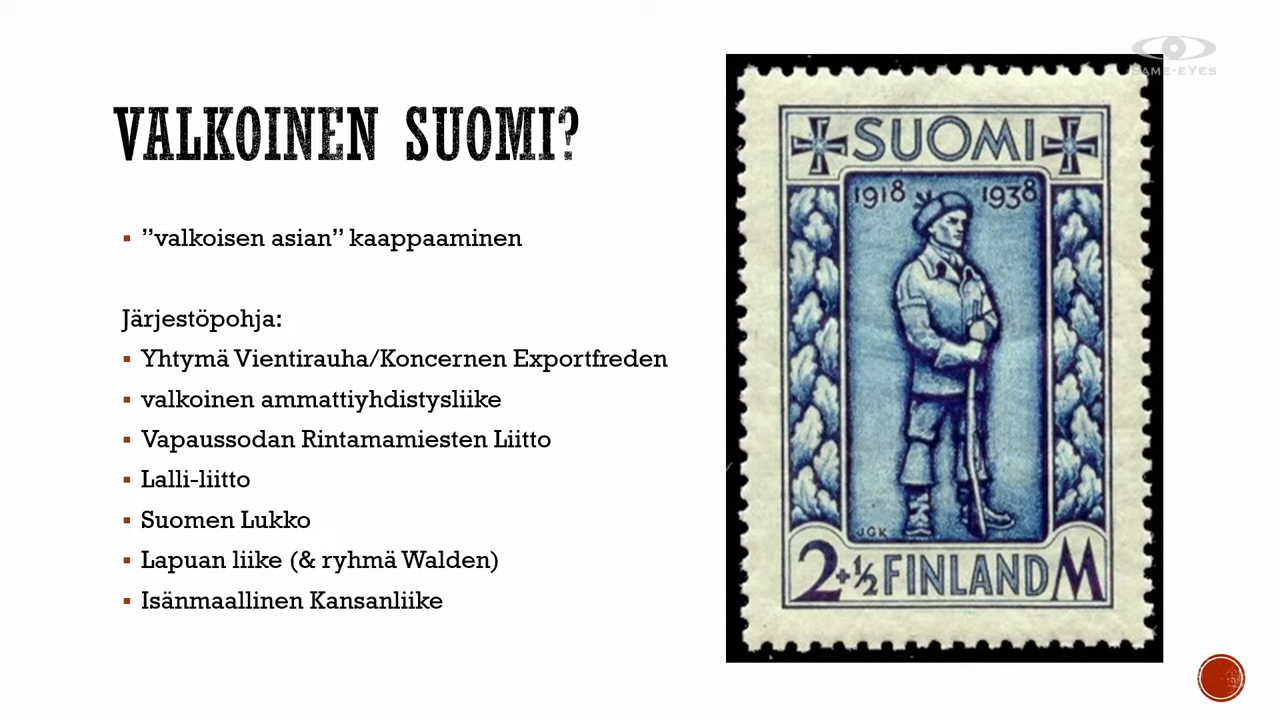 VALKOINEN SUOMI?
”valkoisen asian” kaappaaminen
Järjestöpohja:
Yhtymä Vientirauha/Koncernen Exportfreden
valkoinen ammattiyhdistysliike
Vapaussodan Rintamamiesten Liitto
Lalli-liitto
Suomen Lukko
Lapuan liike (& ryhmä Walden)
Isänmaallinen Kansanliike
SAME-EYES
SUOMI
1918 1938
JGK
2+½ FINLAND M